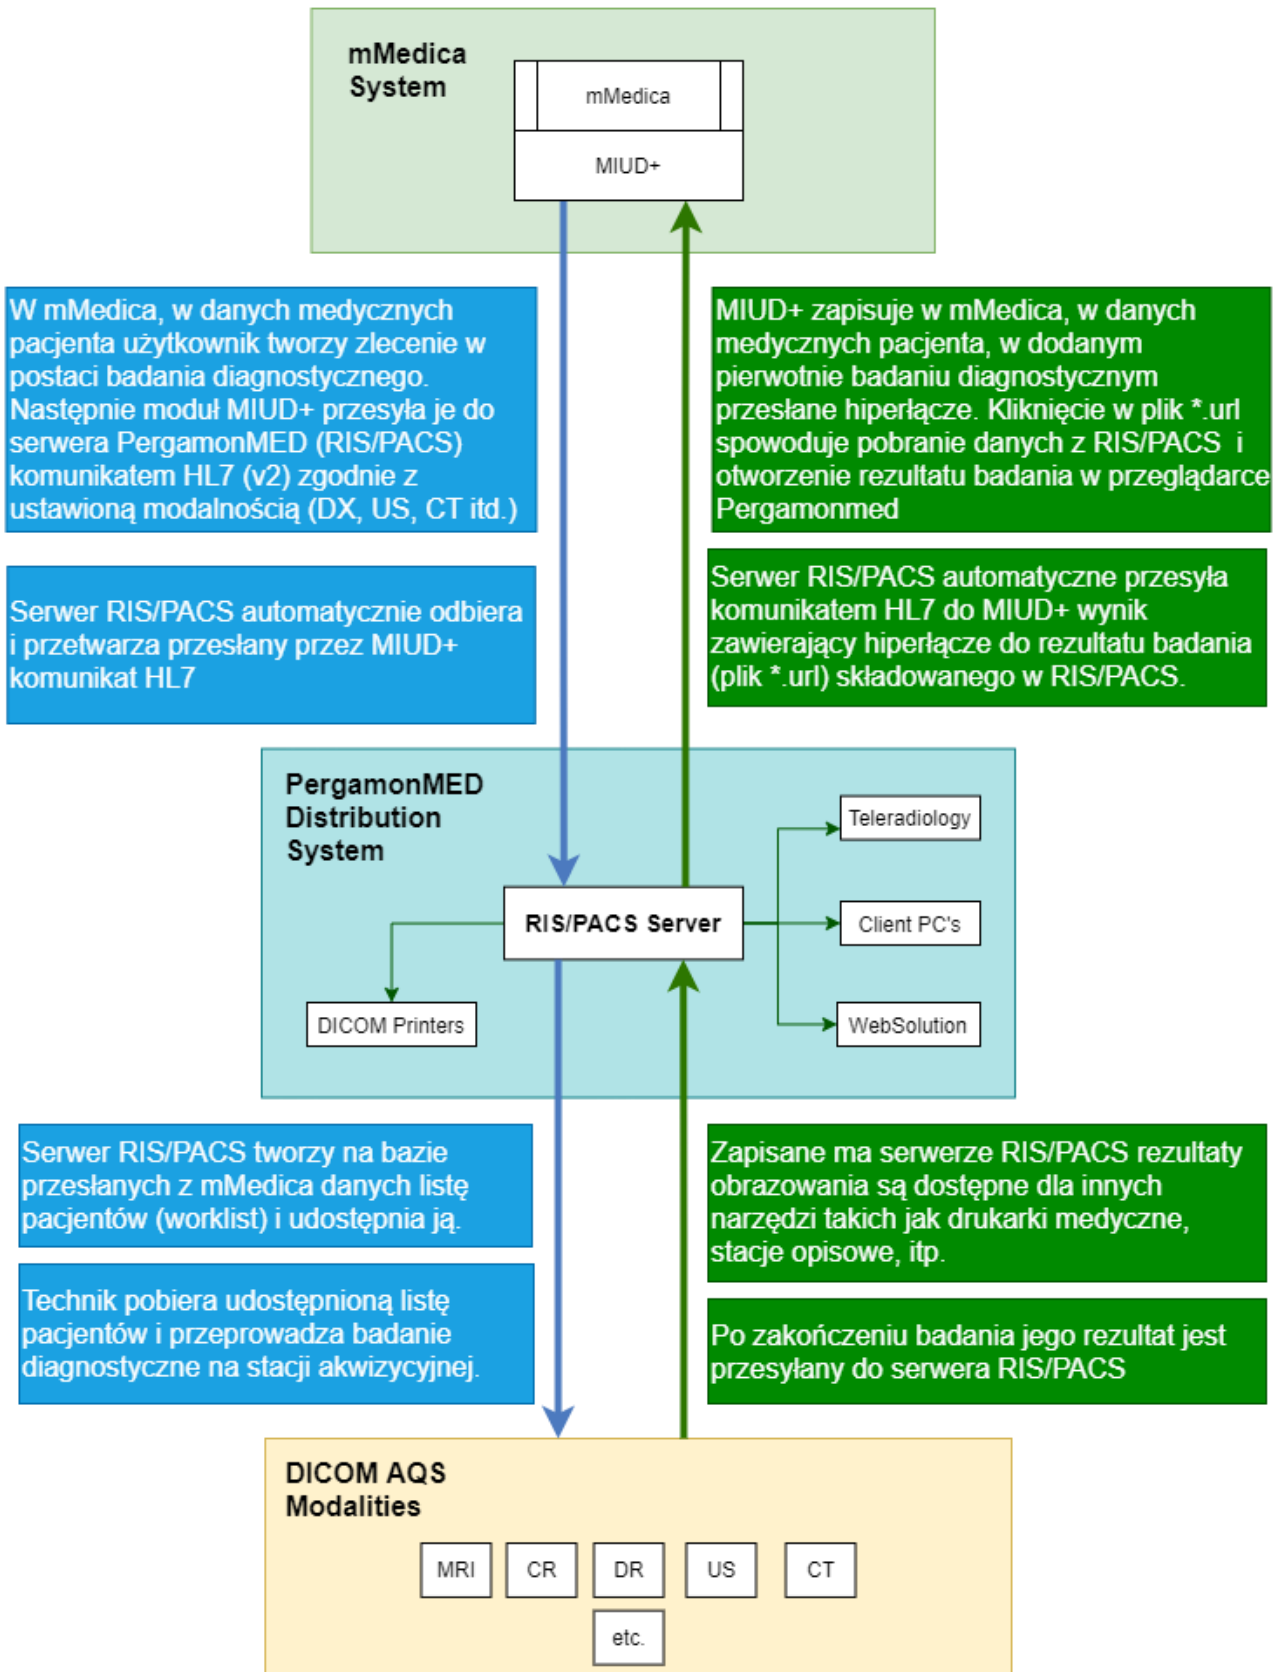 mMedica
System
mMedica
MIUD+
W mMedica, w danych medycznych
pacjenta użytkownik tworzy zlecenie w
postaci badania diagnostycznego.
Następnie moduł MIUD+ przesyła je do
serwera PergamonMED (RIS/PACS)
komunikatem HL7 (v2) zgodnie z
ustawioną modalnością (DX, US, CT itd.)
MIUD+ zapisuje w mMedica, w danych
medycznych pacjenta, w dodanym
pierwotnie badaniu diagnostycznym
przesłane hiperłącze. Kliknięcie w plik *.url
spowoduje pobranie danych z RIS/PACS i
otworzenie rezultatu badania w przeglądarce
Pergamonmed
Serwer RIS/PACS automatycznie odbiera
i przetwarza przesłany przez MIUD+
komunikat HL7
Serwer RIS/PACS automatyczne przesyła
komunikatem HL7 do MIUD+ wynik
zawierający hiperłącze do rezultatu badania
(plik *.url) składowanego w RIS/PACS.
PergamonMED
Distribution
System
Teleradiology
RIS/PACS Server
Client PC's
DICOM Printers
WebSolution
Serwer RIS/PACS tworzy na bazie
przesłanych z mMedica danych listę
pacjentów (worklist) i udostępnia ją.
Zapisane ma serwerze RIS/PACS rezultaty
obrazowania są dostępne dla innych
narzędzi takich jak drukarki medyczne,
stacje opisowe, itp.
Technik pobiera udostępnioną listę
pacjentów i przeprowadza badanie
diagnostyczne na stacji akwizycyjnej.
Po zakończeniu badania jego rezultat jest
przesyłany do serwera RIS/PACS
DICOM AQS
Modalities
MRI
CR
DR
US
CT
etc.